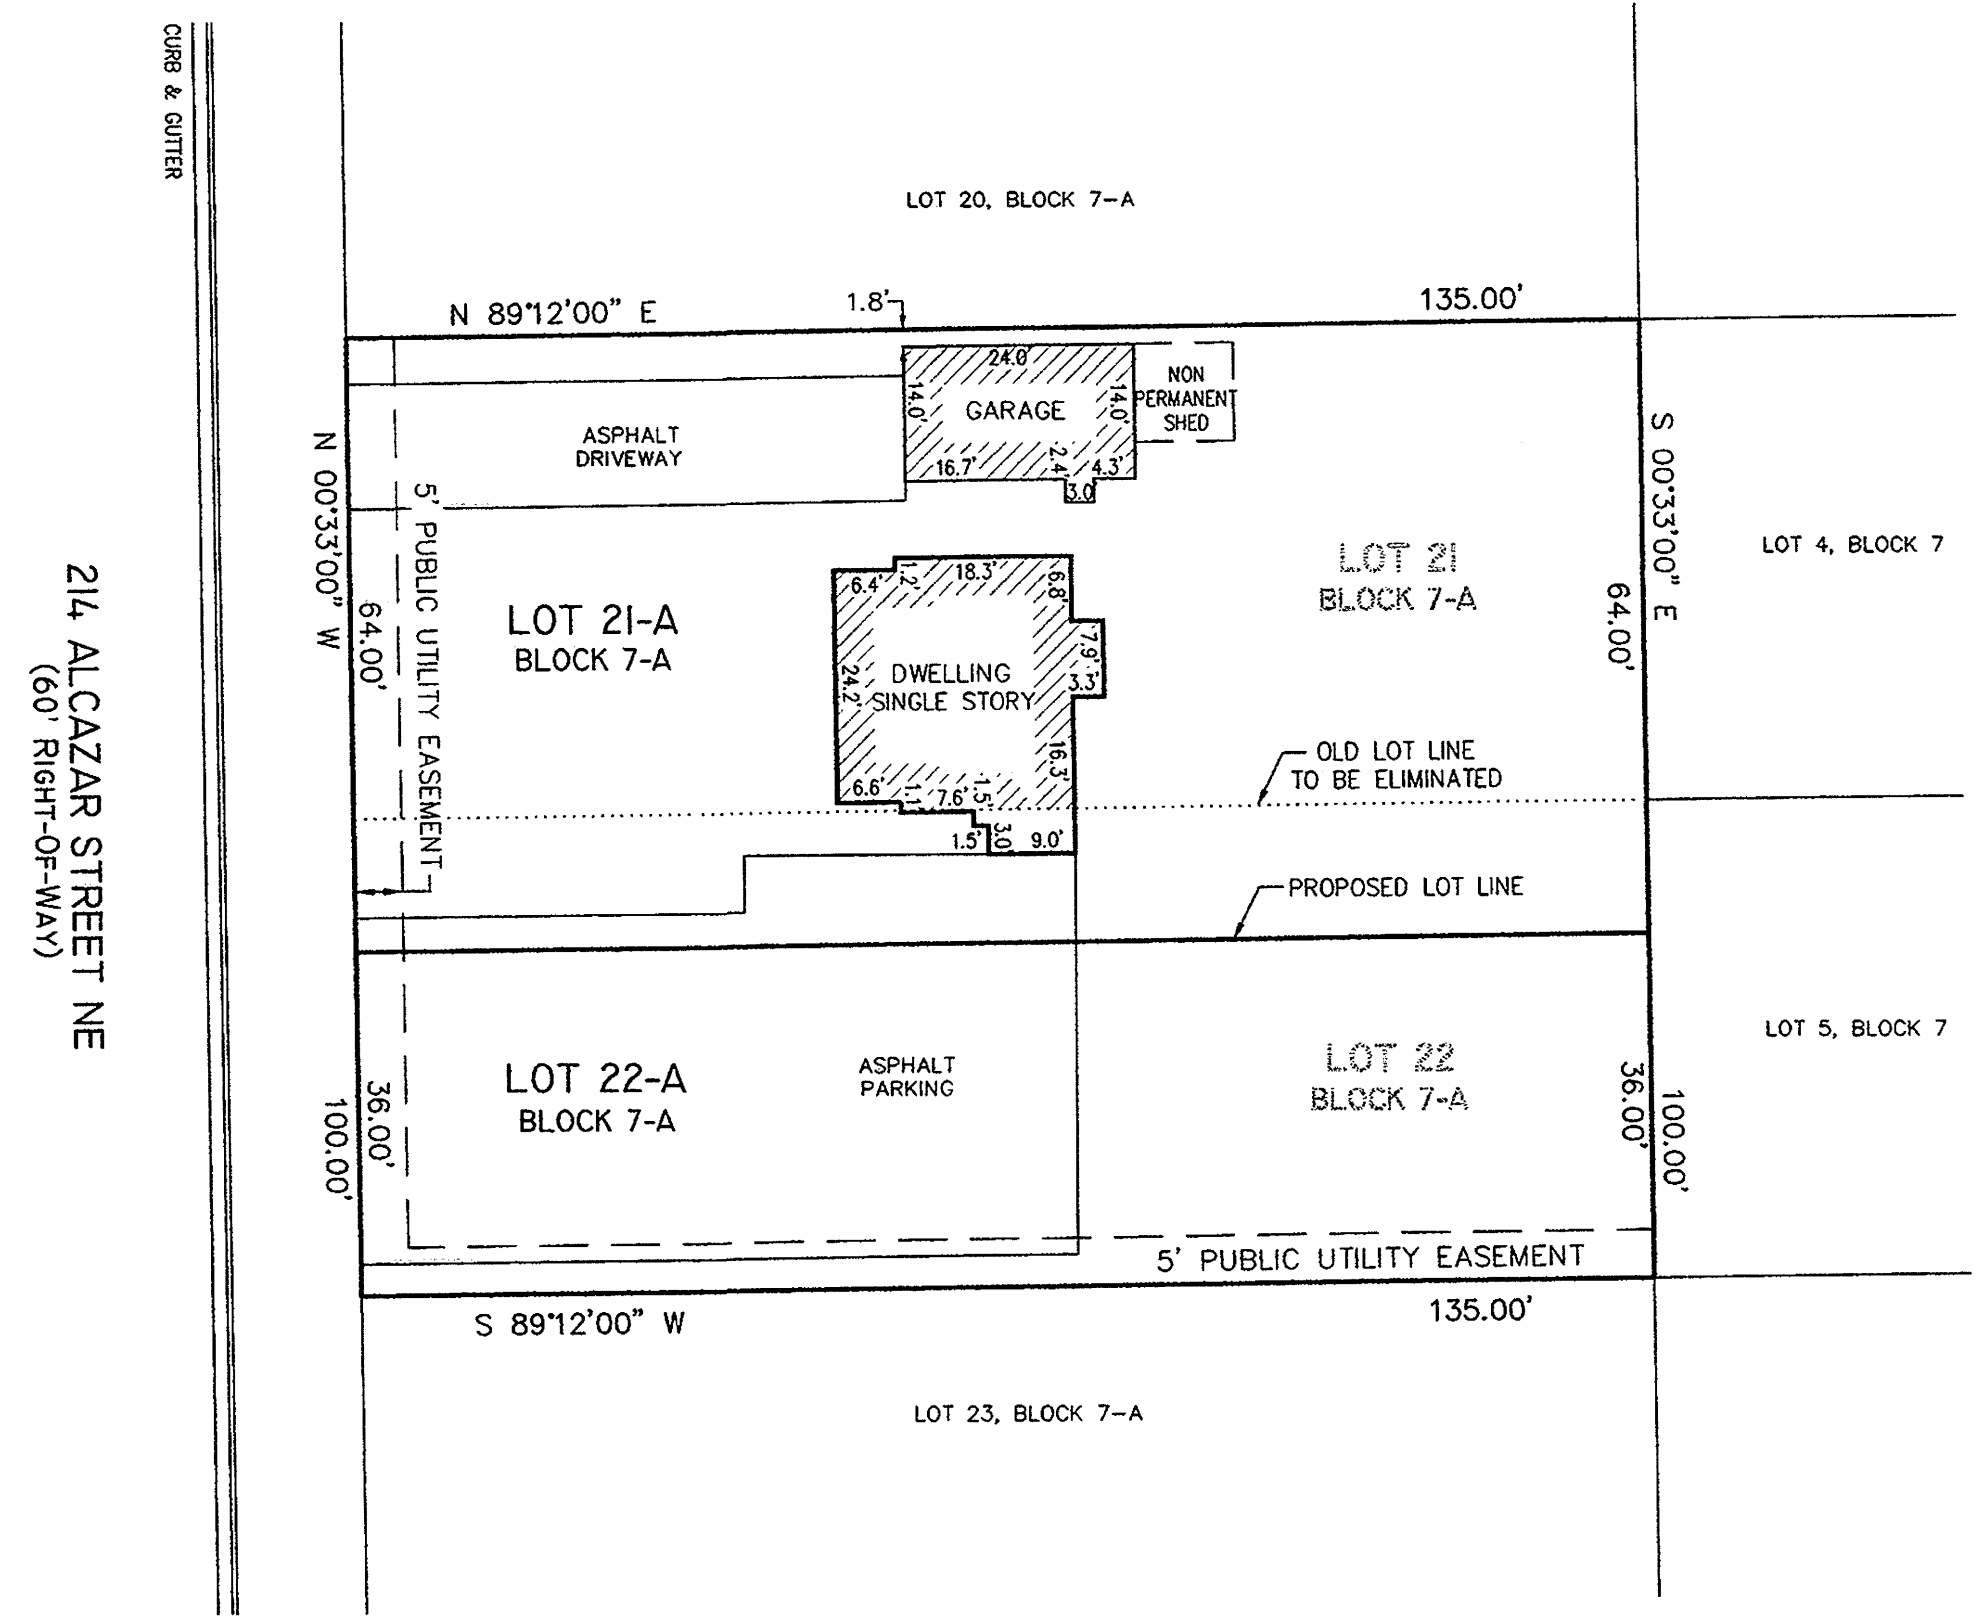 CURB & GUTTER
LOT 20, BLOCK 7-A
N 89°12'00" E
1.8'
135.00'
24.0'
14.0'
GARAGE
14.0'
16.7'
2.4'
4.3'
3.0'
NON
PERMANENT
SHED
ASPHALT
DRIVEWAY
N 00°33'00" W
64.00'
5' PUBLIC UTILITY EASEMENT
S 00°33'00" E
64.00'
LOT 4, BLOCK 7
LOT 21
BLOCK 7-A
LOT 21-A
BLOCK 7-A
6.4'
1.2'
18.3'
6.8'
7.9'
3.3'
24.2'
DWELLING
SINGLE STORY
16.3'
6.6'
1.1'
7.6'
1.5'
1.5'
3.0'
9.0'
OLD LOT LINE
TO BE ELIMINATED
PROPOSED LOT LINE
214 ALCAZAR STREET NE
(60' RIGHT-OF-WAY)
LOT 5, BLOCK 7
LOT 22-A
BLOCK 7-A
ASPHALT
PARKING
LOT 22
BLOCK 7-A
36.00'
100.00'
36.00'
100.00'
5' PUBLIC UTILITY EASEMENT
S 89°12'00" W
135.00'
LOT 23, BLOCK 7-A